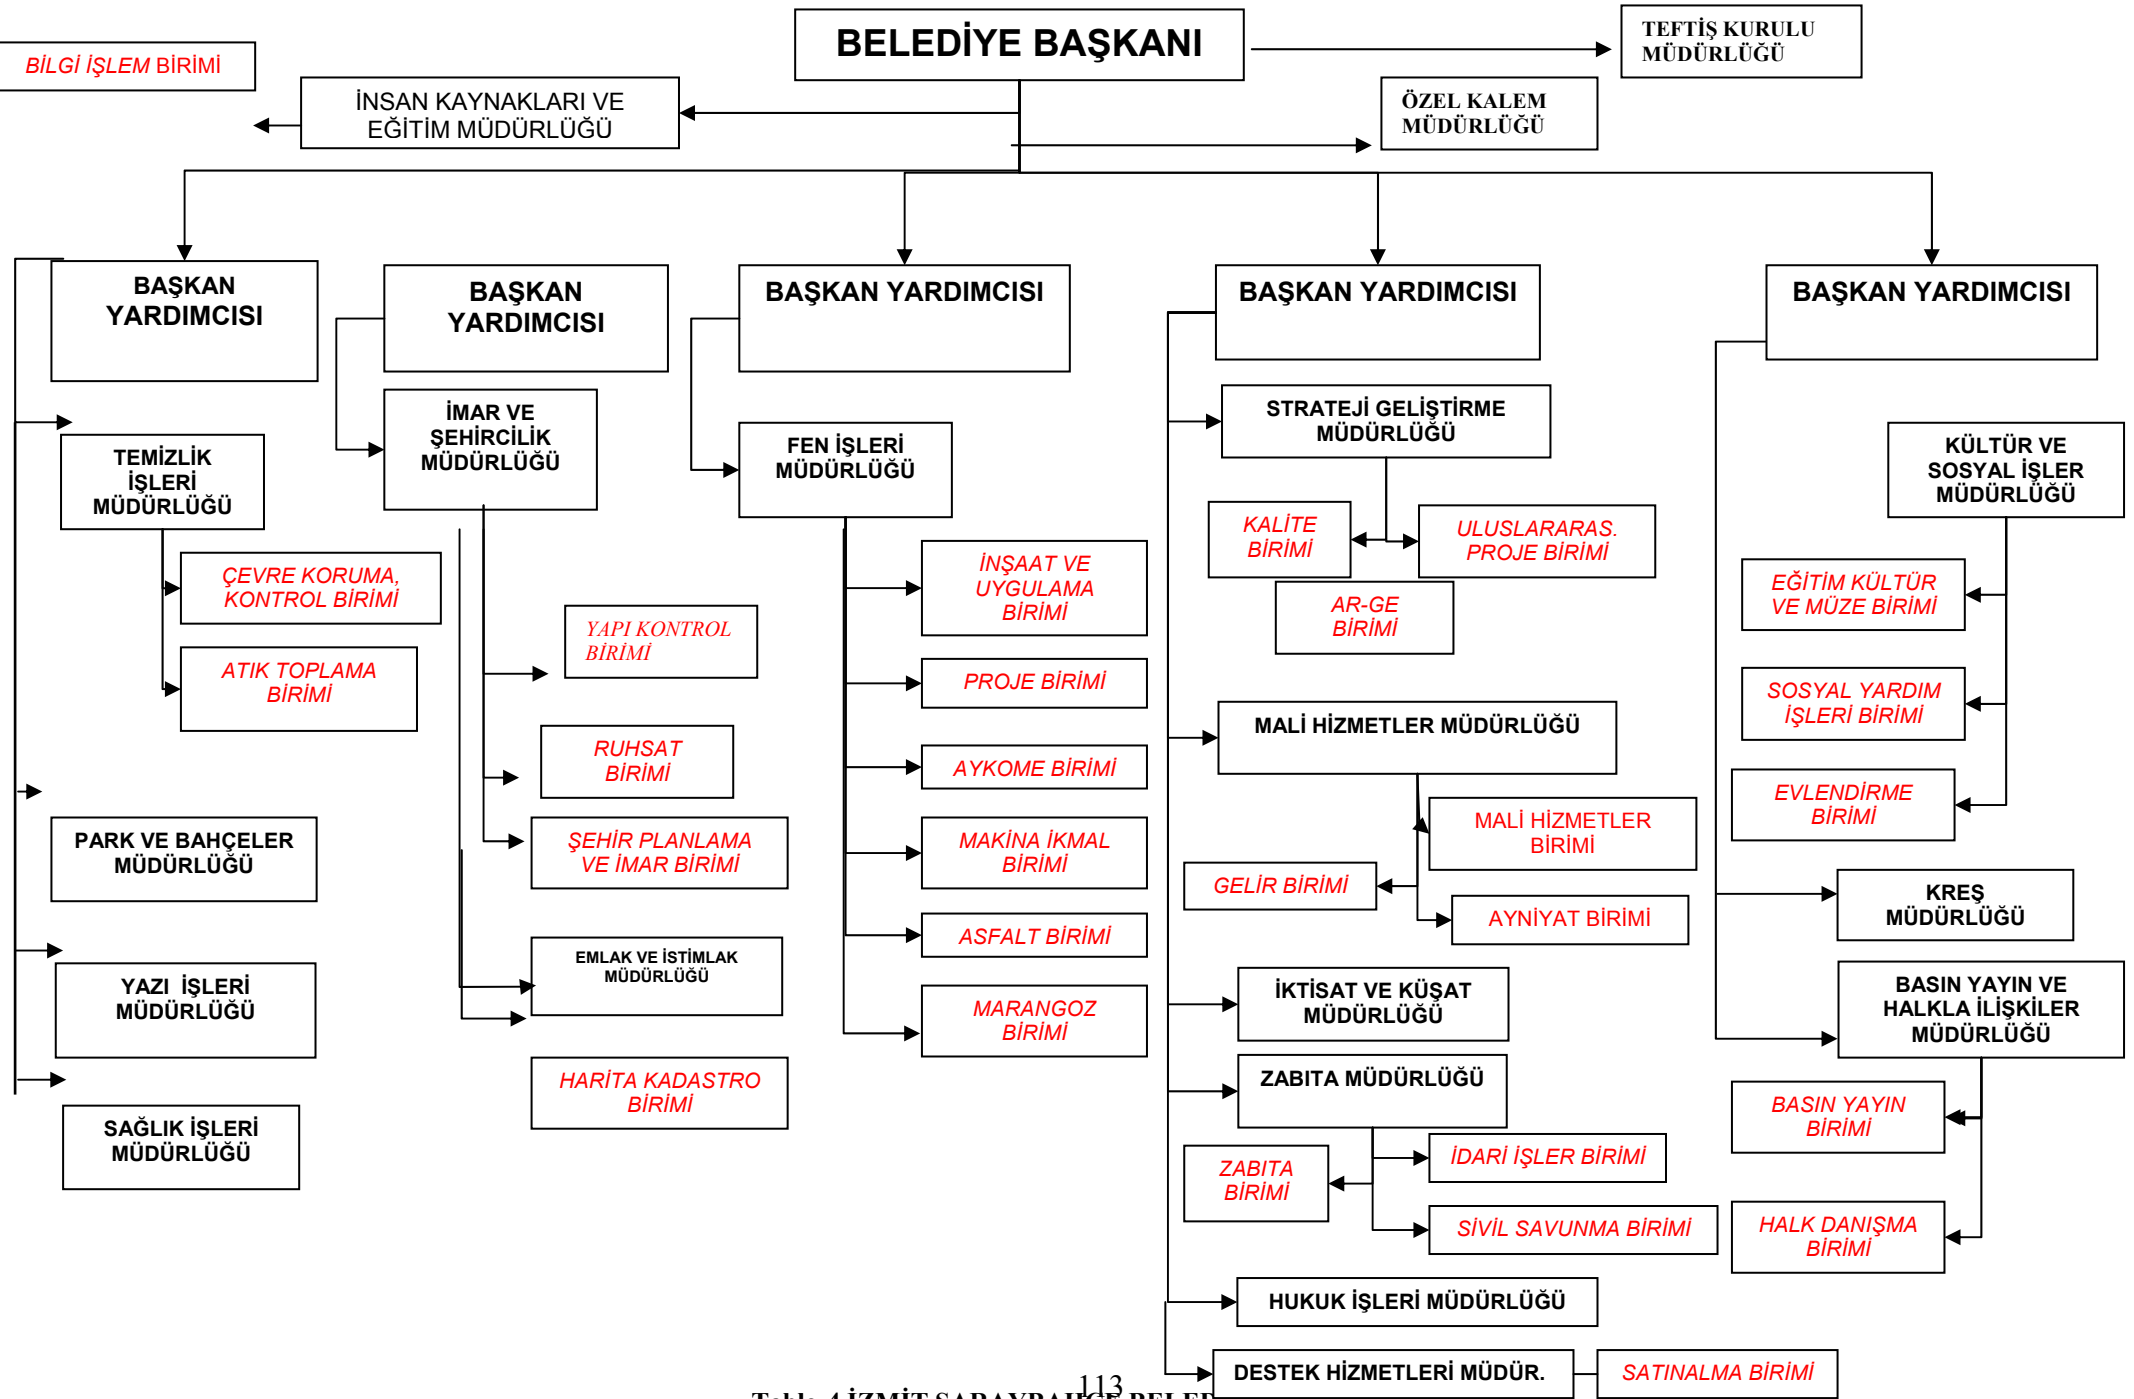 BELEDİYE BAŞKANI
TEFTİŞ KURULU
MÜDÜRLÜĞÜ
BİLGİ İŞLEM BİRİMİ
İNSAN KAYNAKLARI VE
EĞİTİM MÜDÜRLÜĞÜ
ÖZEL KALEM
MÜDÜRLÜĞÜ
BAŞKAN
YARDIMCISI
TEMİZLİK
İŞLERİ
MÜDÜRLÜĞÜ
ÇEVRE KORUMA,
KONTROL BİRİMİ
ATIK TOPLAMA
BİRİMİ
PARK VE BAHÇELER
MÜDÜRLÜĞÜ
YAZI İŞLERİ
MÜDÜRLÜĞÜ
SAĞLIK İŞLERİ
MÜDÜRLÜĞÜ
BAŞKAN
YARDIMCISI
İMAR VE
ŞEHİRCİLİK
MÜDÜRLÜĞÜ
YAPI KONTROL
BİRİMİ
RUHSAT
BİRİMİ
ŞEHİR PLANLAMA
VE İMAR BİRİMİ
EMLAK VE İSTİMLAK
MÜDÜRLÜĞÜ
HARİTA KADASTRO
BİRİMİ
BAŞKAN YARDIMCISI
FEN İŞLERİ
MÜDÜRLÜĞÜ
İNŞAAT VE
UYGULAMA
BİRİMİ
PROJE BİRİMİ
AYKOME BİRİMİ
MAKİNA İKMAL
BİRİMİ
ASFALT BİRİMİ
MARANGOZ
BİRİMİ
BAŞKAN YARDIMCISI
STRATEJİ GELİŞTİRME
MÜDÜRLÜĞÜ
KALİTE
BİRİMİ
ULUSLARARAS.
PROJE BİRİMİ
AR-GE
BİRİMİ
MALİ HİZMETLER MÜDÜRLÜĞÜ
MALİ HİZMETLER
BİRİMİ
GELİR BİRİMİ
AYNİYAT BİRİMİ
İKTİSAT VE KÜŞAT
MÜDÜRLÜĞÜ
ZABITA MÜDÜRLÜĞÜ
İDARİ İŞLER BİRİMİ
ZABITA
BİRİMİ
SİVİL SAVUNMA BİRİMİ
HUKUK İŞLERİ MÜDÜRLÜĞÜ
DESTEK HİZMETLERİ MÜDÜR.
SATINALMA BİRİMİ
BAŞKAN YARDIMCISI
KÜLTÜR VE
SOSYAL İŞLER
MÜDÜRLÜĞÜ
EĞİTİM KÜLTÜR
VE MÜZE BİRİMİ
SOSYAL YARDIM
İŞLERİ BİRİMİ
EVLENDİRME
BİRİMİ
KREŞ
MÜDÜRLÜĞÜ
BASIN YAYIN VE
HALKLA İLİŞKİLER
MÜDÜRLÜĞÜ
BASIN YAYIN
BİRİMİ
HALK DANIŞMA
BİRİMİ
113
4 İZMİT